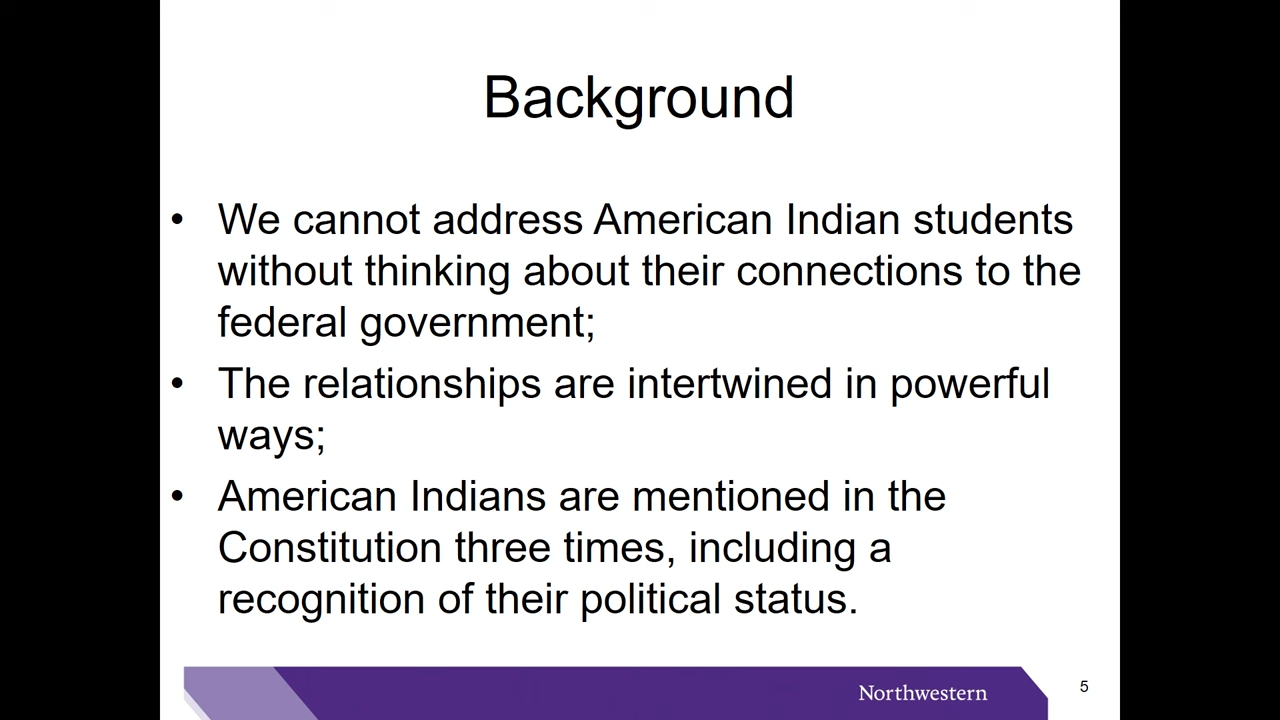 Background
• We cannot address American Indian students
without thinking about their connections to the
federal government;
• The relationships are intertwined in powerful
ways;
• American Indians are mentioned in the
Constitution three times, including a
recognition of their political status.
Northwestern
5